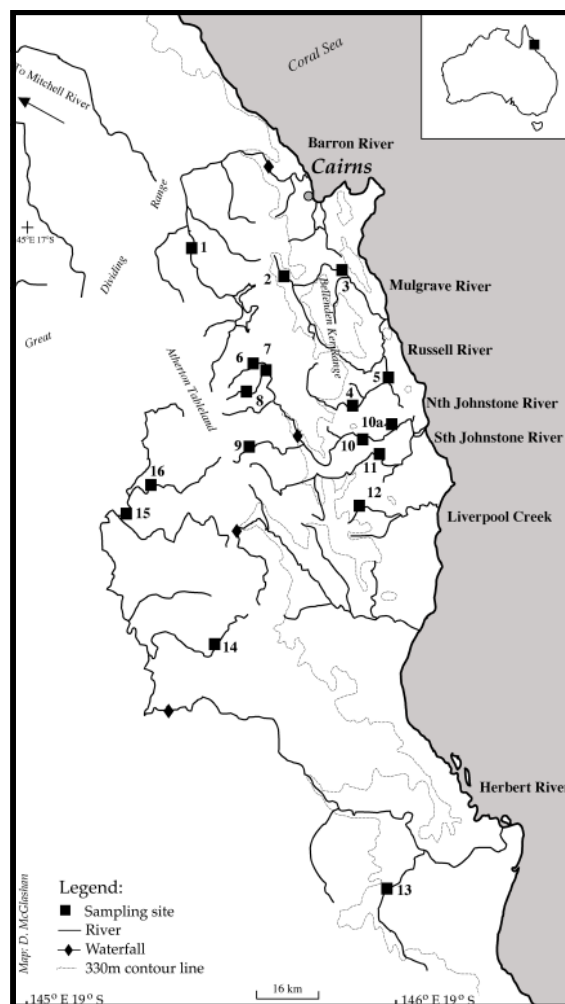 Coral Sea
To Mitchell River
Barron River
Cairns
Range
45°E 17°S
1
Dividing
2
3
Mulgrave River
Bellenden Ker Range
Great
Russell River
6
7
5
Atherton Tableland
8
4
Nth Johnstone River
10a
Sth Johnstone River
9
10
11
16
12
15
Liverpool Creek
14
Herbert River
13
Legend:
Sampling site
River
Waterfall
330m contour line
Map: D. McGlashan
16 km
145° E 19° S
146° E 19° S